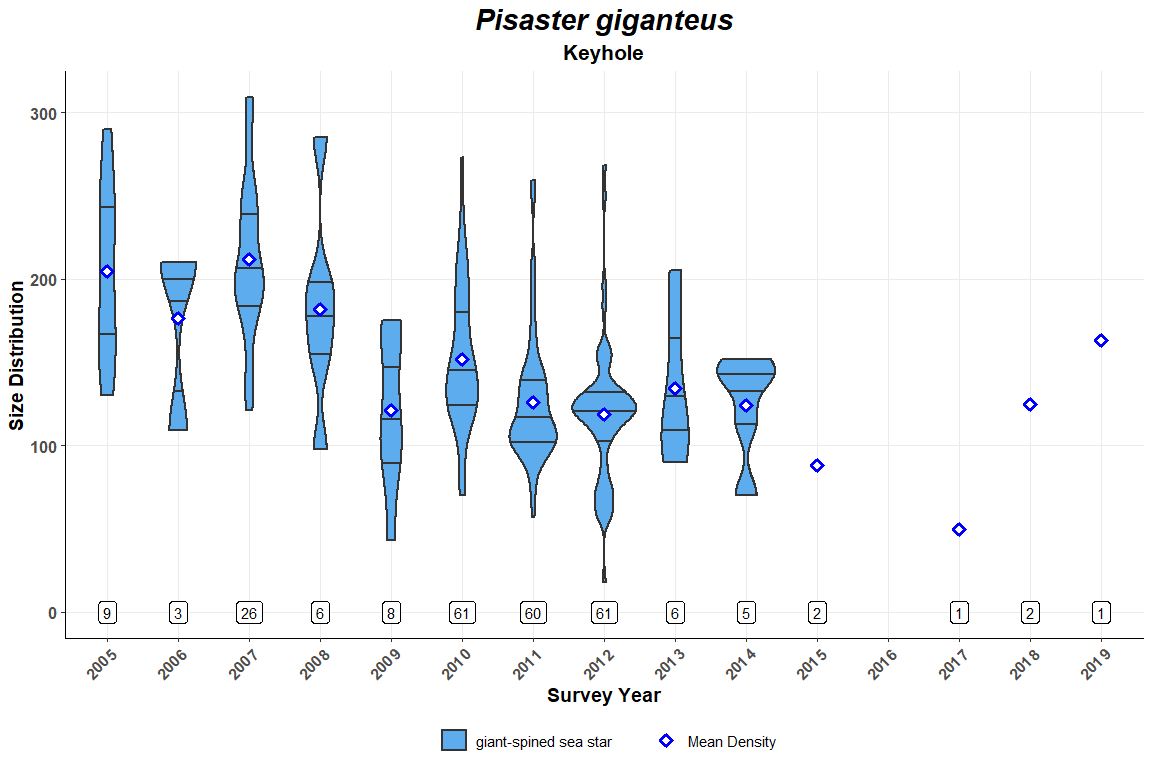 Pisaster giganteus
Keyhole
Size Distribution
300
200
100
0
9 3 26 6 8 61 60 61 6 5 2 1 2 1
2005 2006 2007 2008 2009 2010 2011 2012 2013 2014 2015 2016 2017 2018 2019
Survey Year
giant-spined sea star Mean Density